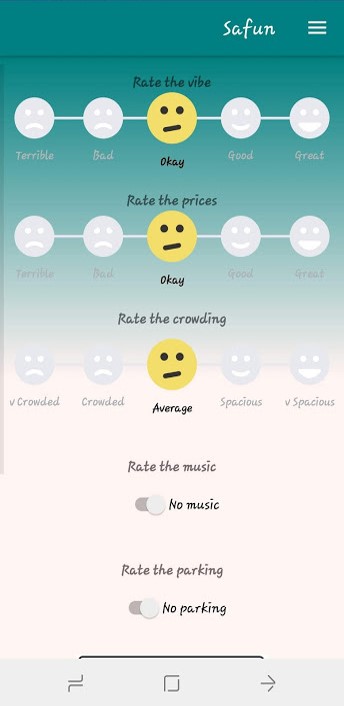 Safun
Rate the vibe
Terrible Bad Okay Good Great
Rate the prices
Terrible Bad Okay Good Great
Rate the crowding
v Crowded Crowded Average Spacious v Spacious
Rate the music
No music
Rate the parking
No parking